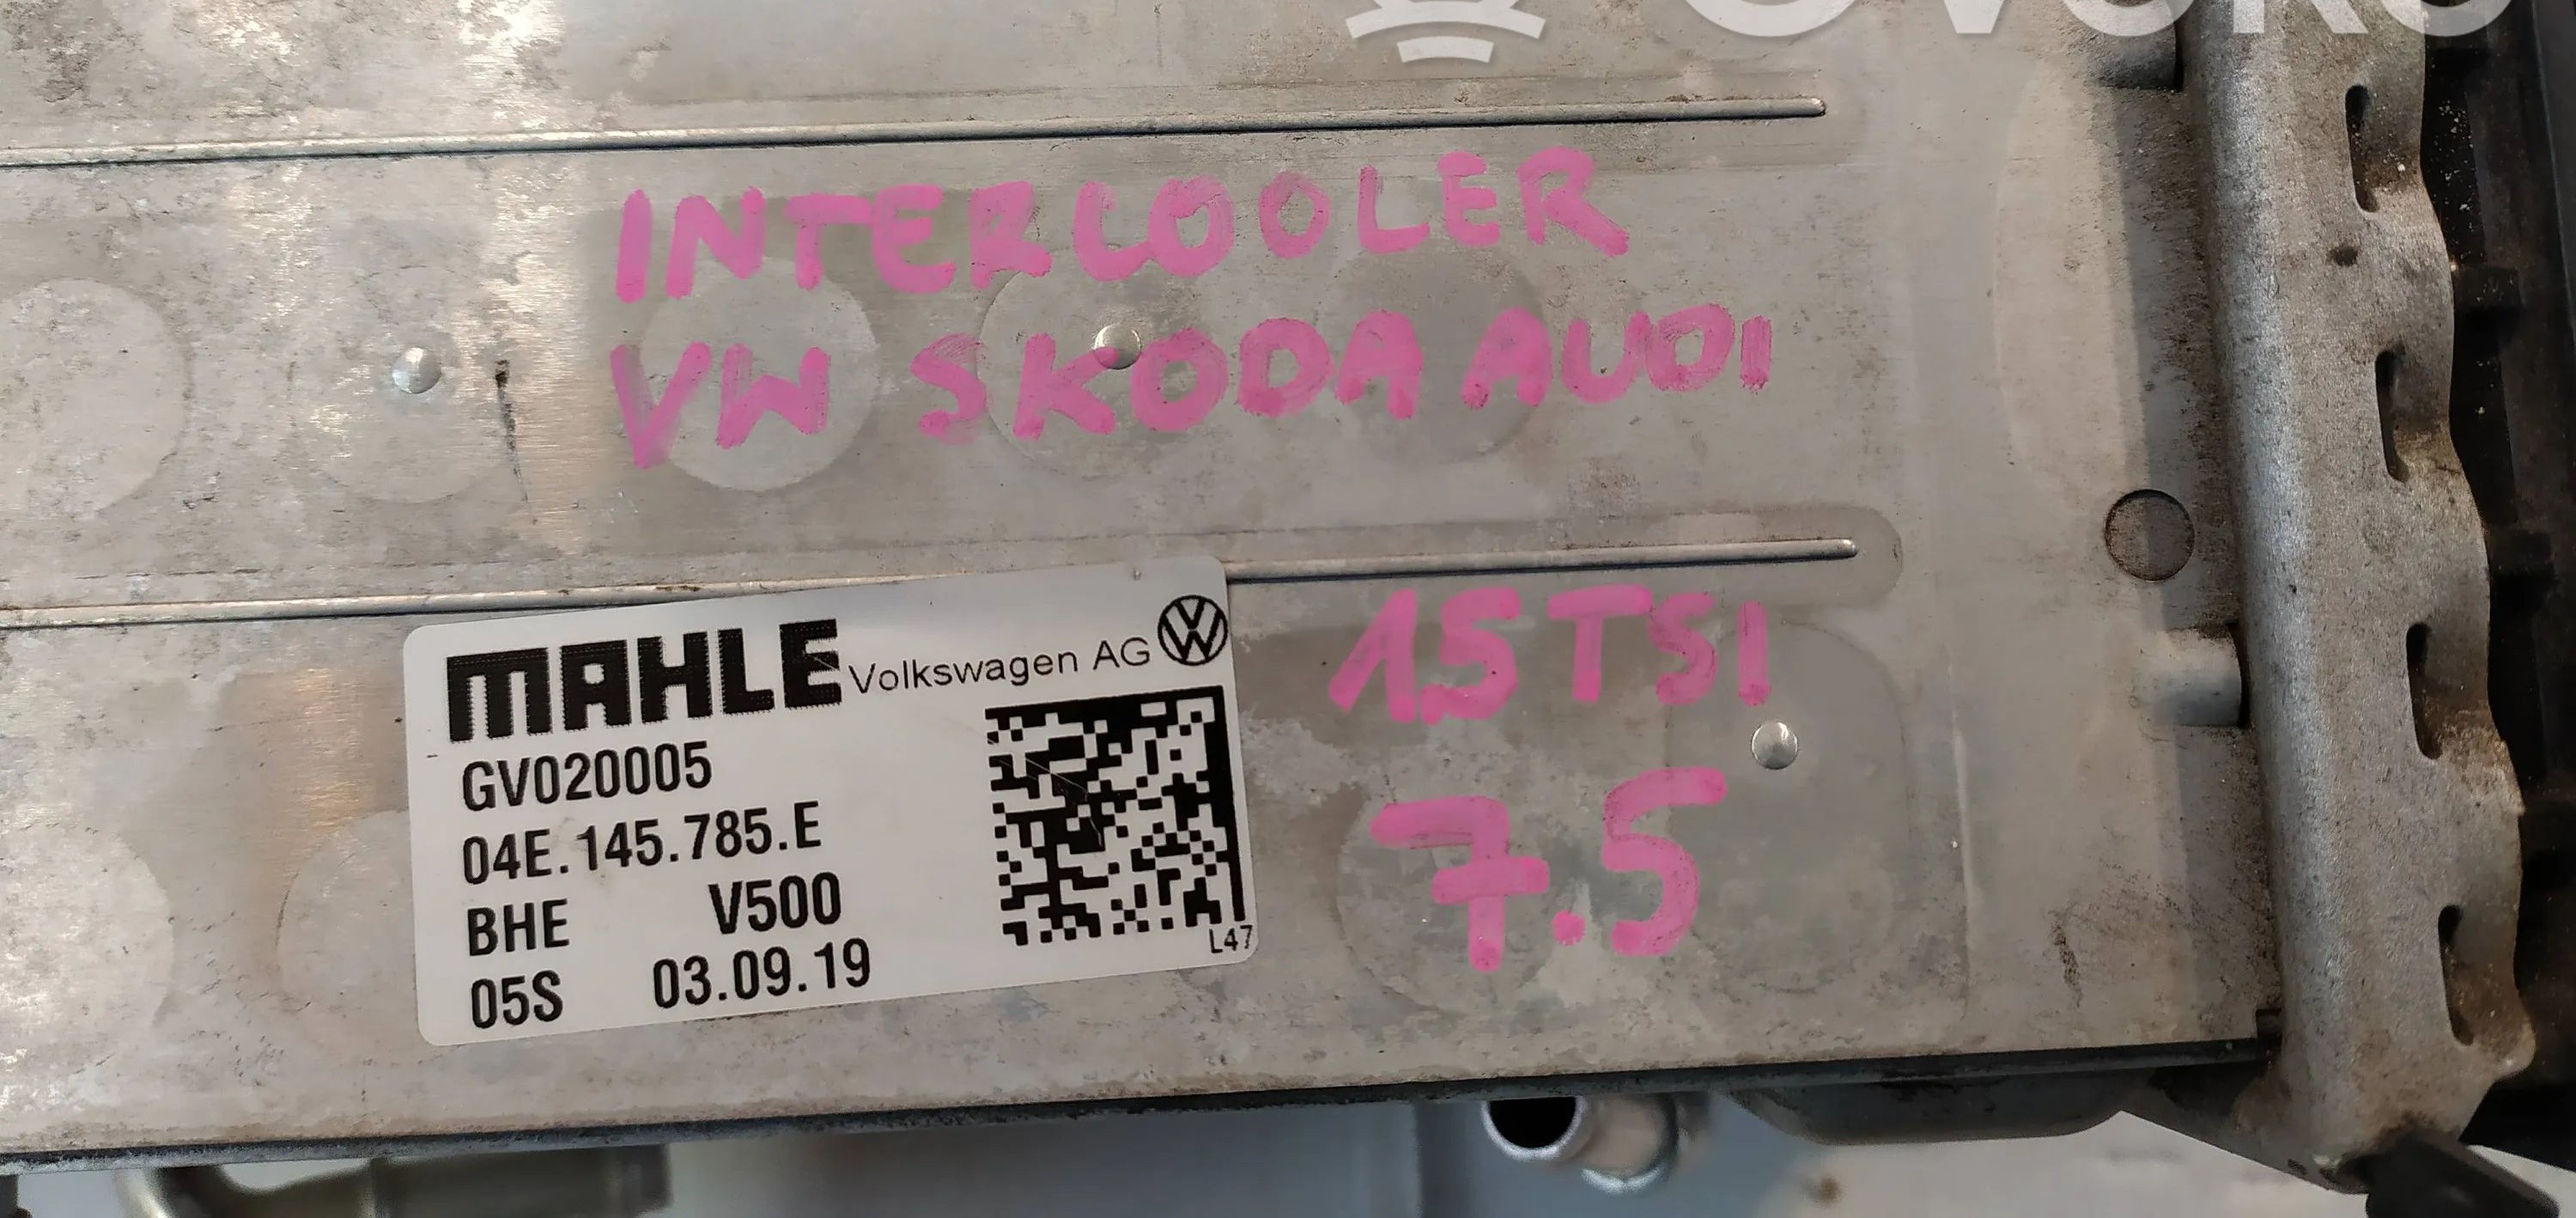 INTERCOOLER
VW SKODA AUDI
1.5 TSI
7.5
MAHLE Volkswagen AG
GV020005
04E.145.785.E
BHE V500
05S 03.09.19
L47